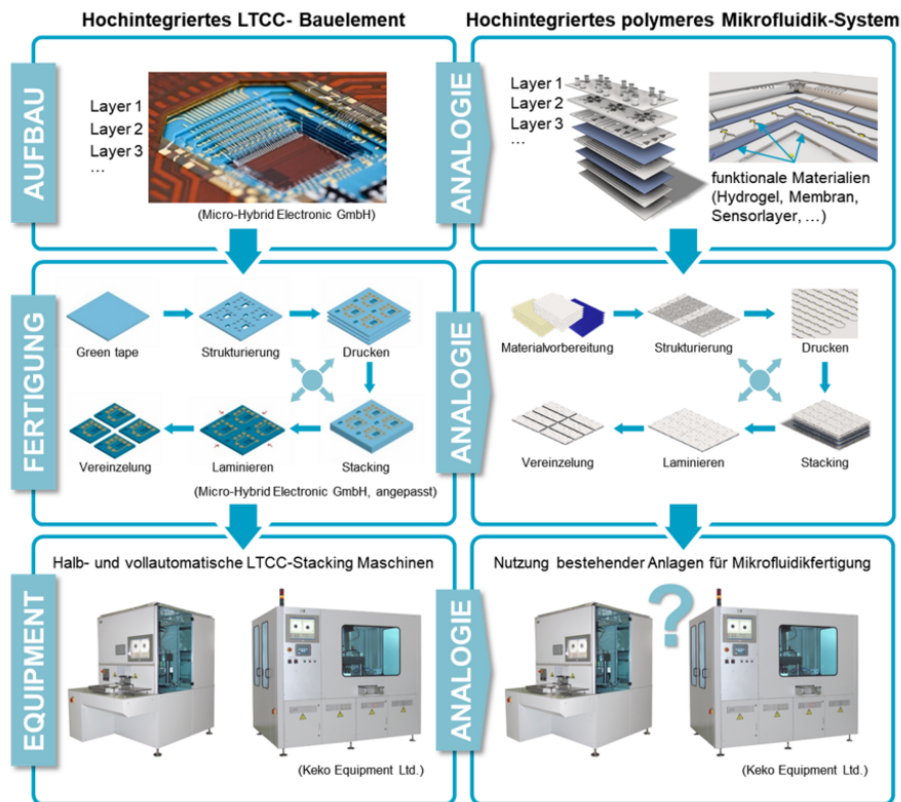 Hochintegriertes LTCC- Bauelement
Hochintegriertes polymeres Mikrofluidik-System
AUFBAU
Layer 1
Layer 2
Layer 3
...
(Micro-Hybrid Electronic GmbH)
ANALOGIE
Layer 1
Layer 2
Layer 3
...
funktionale Materialien
(Hydrogel, Membran,
Sensorlayer, ...)
FERTIGUNG
Green tape
Strukturierung
Drucken
Vereinzelung
Laminieren
Stacking
(Micro-Hybrid Electronic GmbH, angepasst)
ANALOGIE
Materialvorbereitung
Strukturierung
Drucken
Vereinzelung
Laminieren
Stacking
EQUIPMENT
Halb- und vollautomatische LTCC-Stacking Maschinen
(Keko Equipment Ltd.)
ANALOGIE
Nutzung bestehender Anlagen für Mikrofluidikfertigung
?
(Keko Equipment Ltd.)